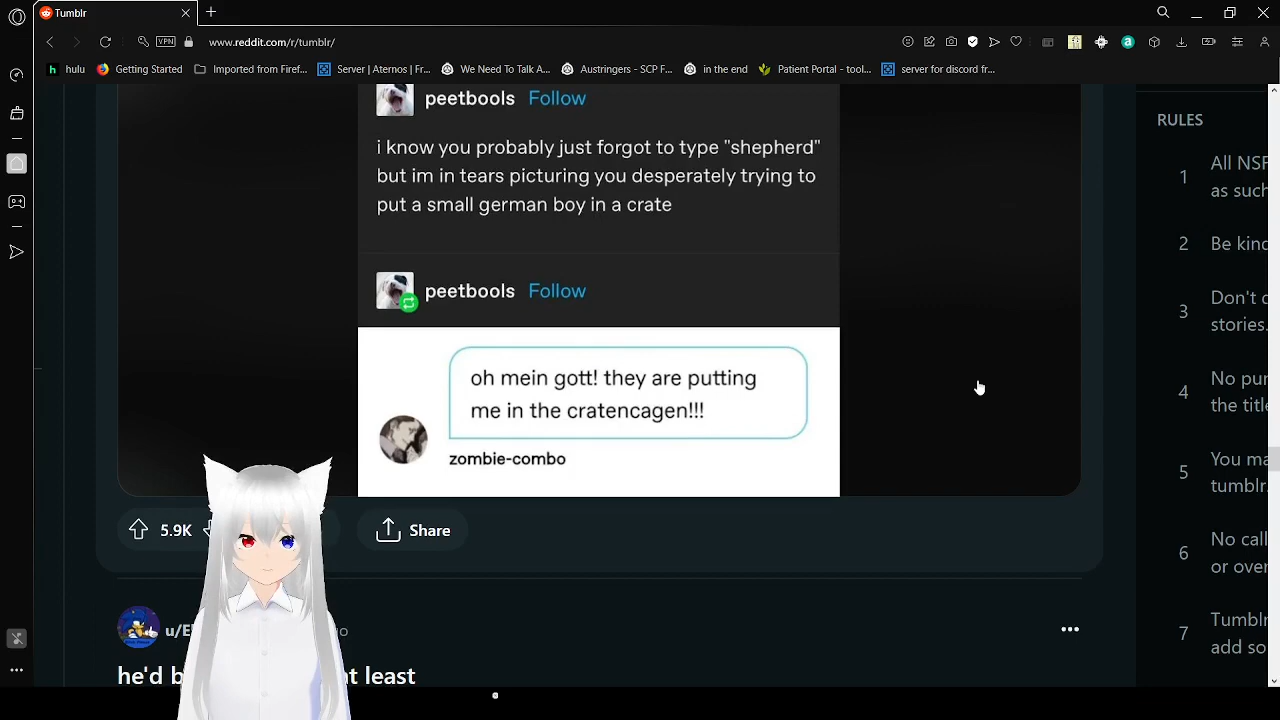 Tumblr
VPN
www.reddit.com/r/tumblr/
hulu
Getting Started
Imported from Firef...
Server | Aternos | Fr...
We Need To Talk A...
Austringers - SCP F...
in the end
Patient Portal - tool...
server for discord fr...
peetbools Follow
i know you probably just forgot to type "shepherd"
but im in tears picturing you desperately trying to
put a small german boy in a crate
peetbools Follow
oh mein gott! they are putting
me in the cratencagen!!!
zombie-combo
5.9K
Share
he'd b
t least
RULES
1
All NSF
as such
2
Be kind
3
Don't
stories.
4
No pun
the title
5
You ma
tumblr.
6
No call
or over
7
Tumblr
add so